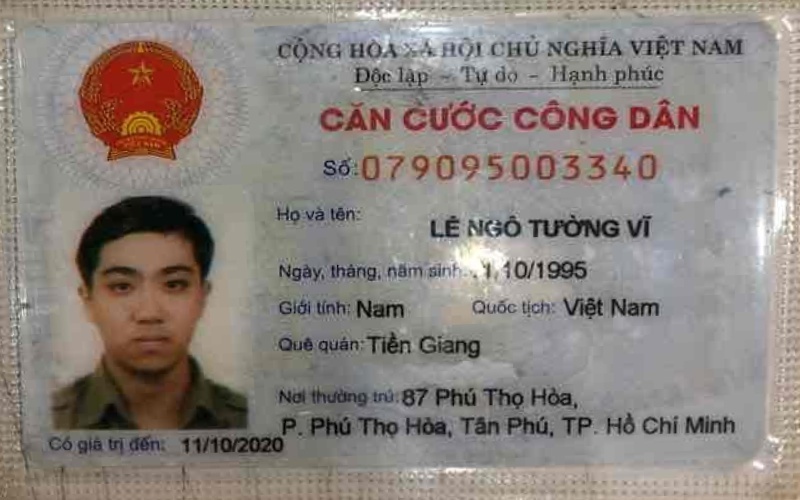 CỘNG HÒA XÃ HỘI CHỦ NGHĨA VIỆT NAM
Độc lập - Tự do - Hạnh phúc
CĂN CƯỚC CÔNG DÂN
Số: 079095003340
Họ và tên: LÊ NGÔ TƯỜNG VĨ
Ngày, tháng, năm sinh: 1/10/1995
Giới tính: Nam Quốc tịch: Việt Nam
Quê quán: Tiền Giang
Nơi thường trú: 87 Phú Thọ Hòa,
P. Phú Thọ Hòa, Tân Phú, TP. Hồ Chí Minh
Có giá trị đến: 11/10/2020